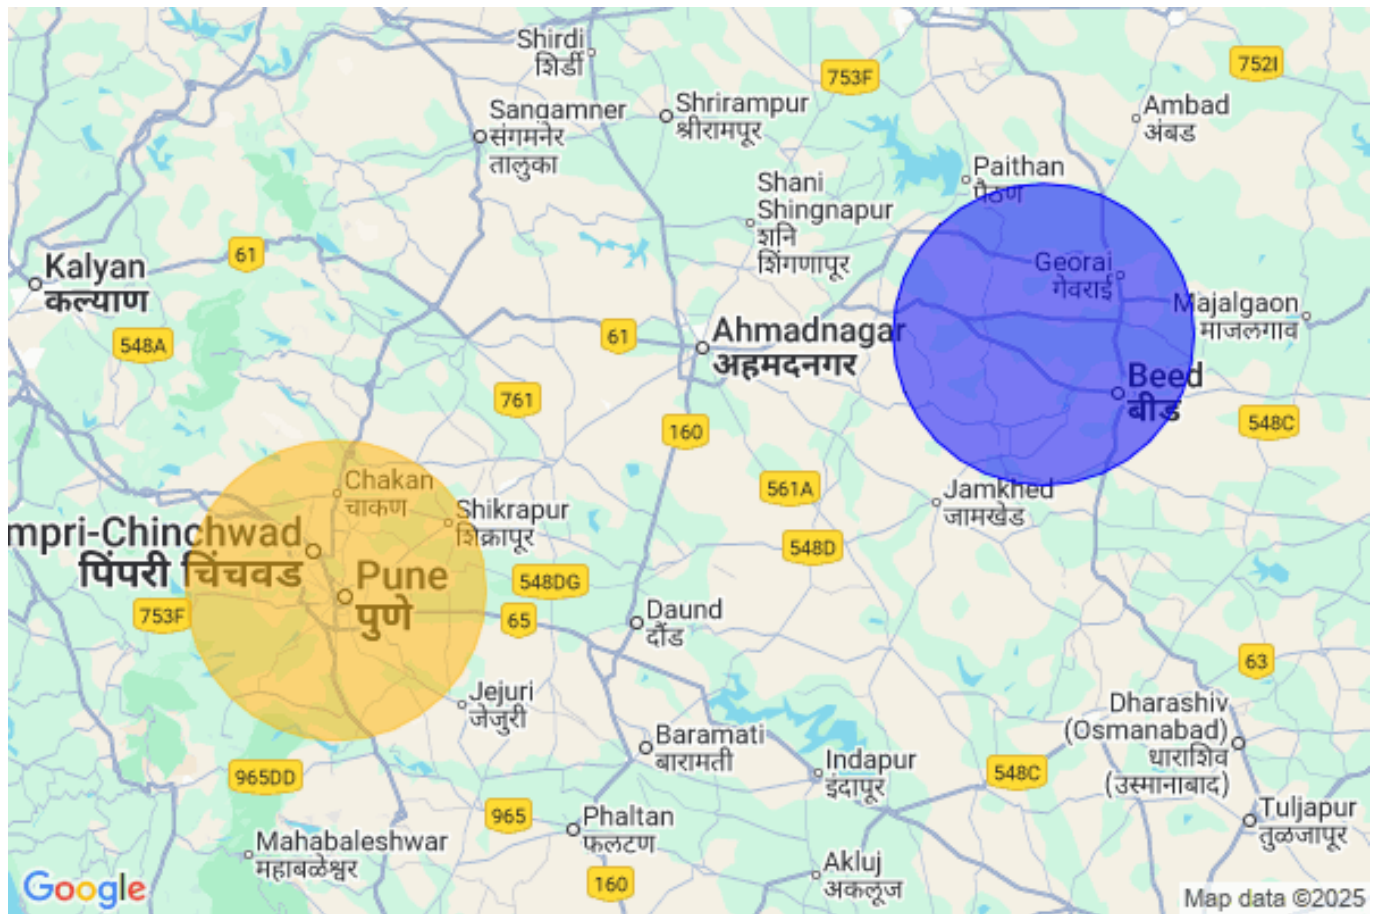 Shirdi
शिर्डी
753F
752I
Sangamner
संगमनेर
तालुका
Shrirampur
श्रीरामपूर
Ambad
अंबड
Paithan
पैठण
Shani
Shingnapur
शनि
शिंगणापूर
61
Kalyan
कल्याण
Georai
गेवराई
Majalgaon
माजलगाव
548A
61
Ahmadnagar
अहमदनगर
Beed
बीड
761
160
548C
Chakan
चाकण
561A
Jamkhed
जामखेड
Shikrapur
शिक्रापूर
mpri-Chinchwad
पिंपरी चिंचवड
548D
Pune
पुणे
548DG
753F
65
Daund
दौंड
63
Jejuri
जेजुरी
Dharashiv
(Osmanabad)
धाराशिव
(उस्मानाबाद)
Baramati
बारामती
965DD
Indapur
इंदापूर
548C
965
Phaltan
फलटण
Tuljapur
तुळजापूर
Mahabaleshwar
महाबळेश्वर
160
Akluj
अकलूज
Google
Map data ©2025